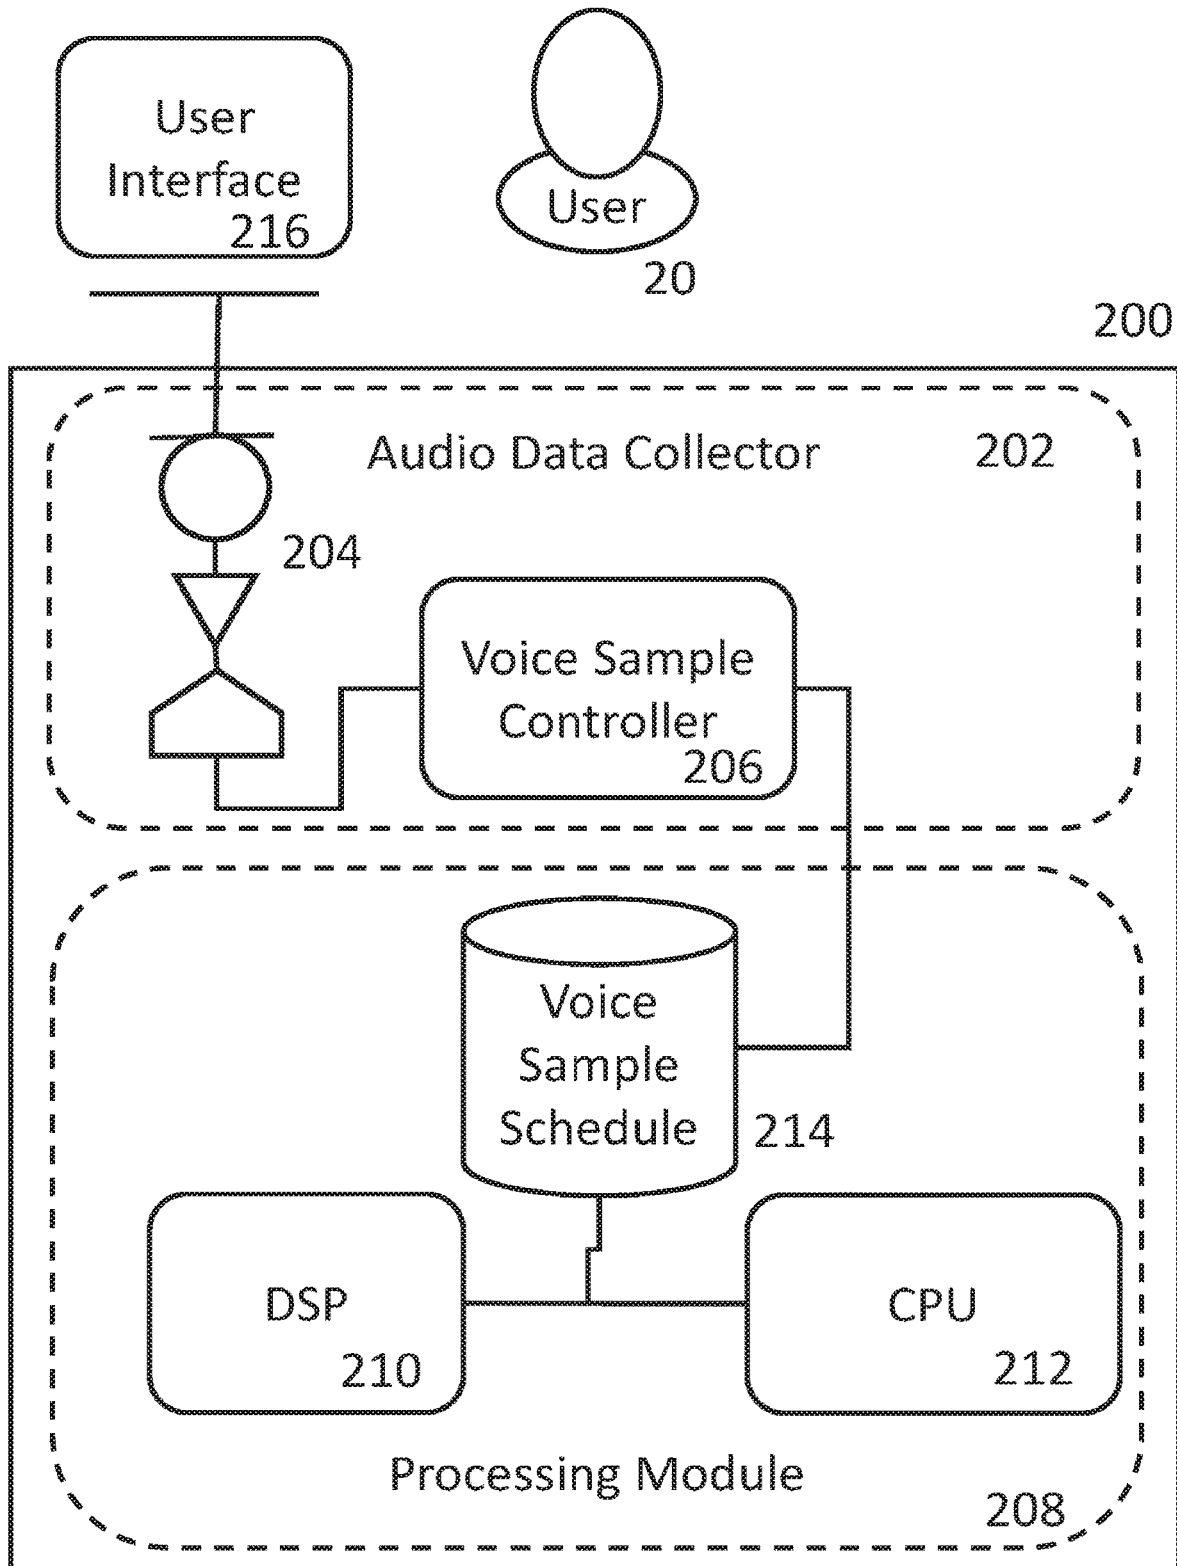 User
Interface
216
User
20
200
Audio Data Collector
202
204
Voice Sample
Controller
206
Voice
Sample
Schedule
214
DSP
210
CPU
212
Processing Module
208